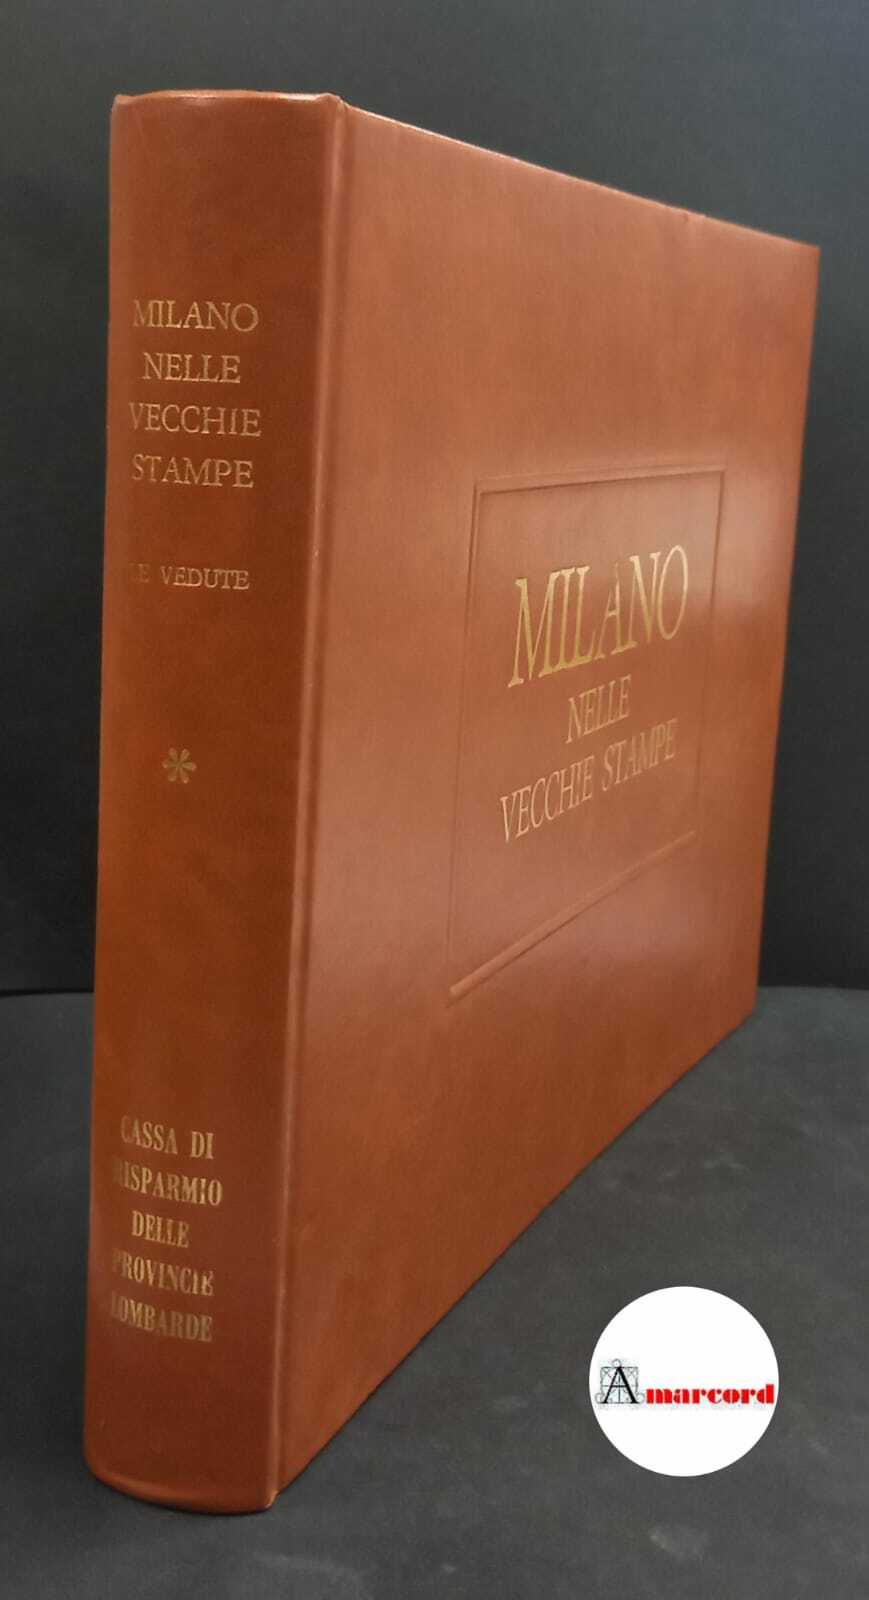 MILANO
NELLE
VECCHIE
STAMPE
LE VEDUTE
*
CASSA DI
RISPARMIO
DELLE
PROVINCIE
LOMBARDE
MILANO
NELLE
VECCHIE STAMPE
Amarcord